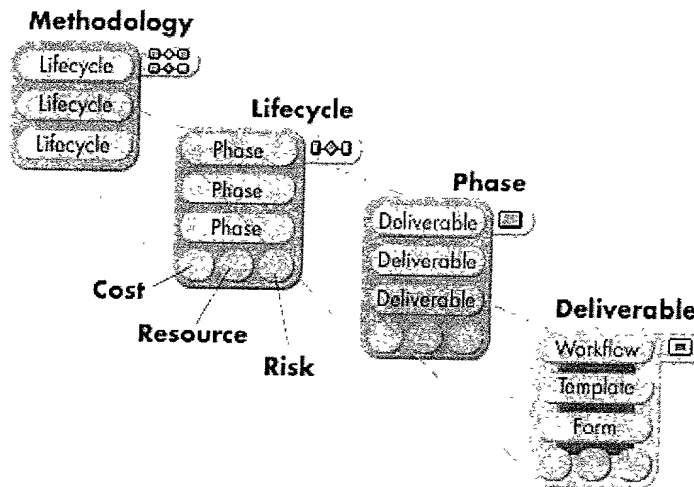 Methodology
Lifecycle
Lifecycle
Lifecycle
Lifecycle
Phase
Phase
Phase
Cost
Resource
Risk
Phase
Deliverable
Deliverable
Deliverable
Deliverable
Workflow
Template
Form